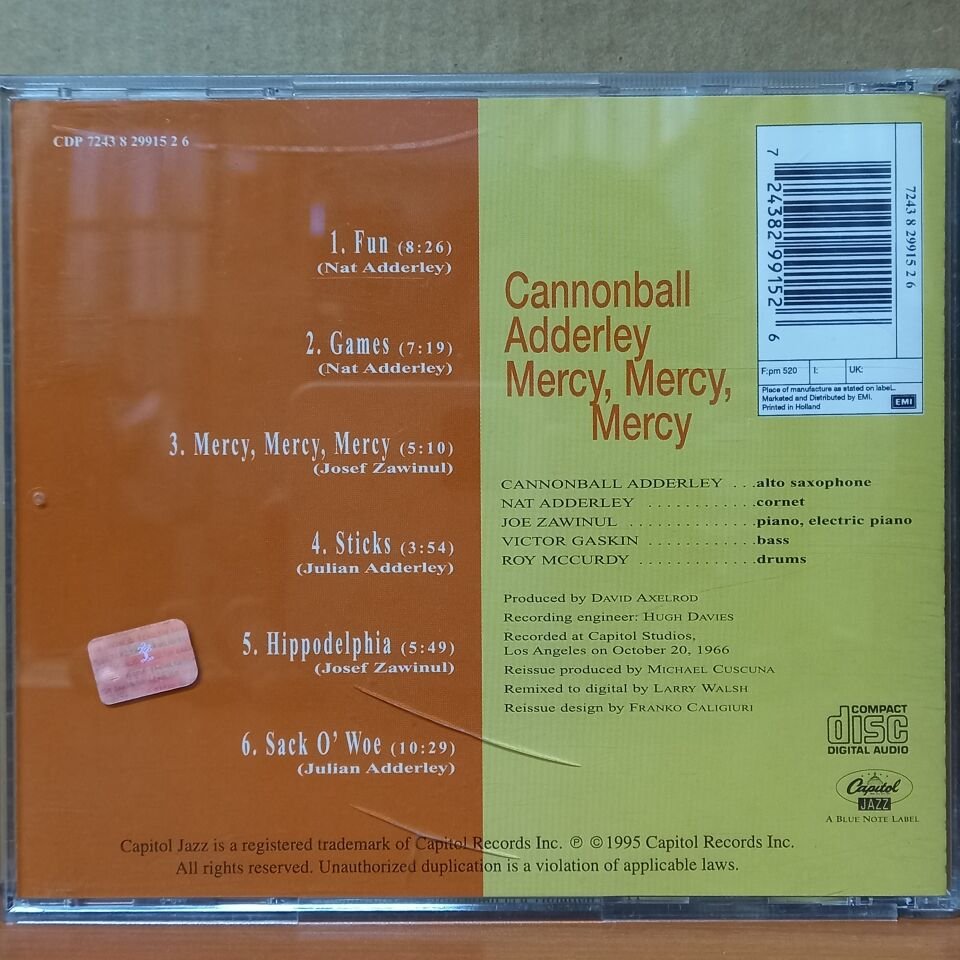 CDP 7243 8 29915 2 6
1. Fun (8:26)
(Nat Adderley)
2. Games (7:19)
(Nat Adderley)
3. Mercy, Mercy, Mercy (5:10)
(Josef Zawinul)
4. Sticks (3:54)
(Julian Adderley)
5. Hippodelphia (5:49)
(Josef Zawinul)
6. Sack O' Woe (10:29)
(Julian Adderley)
7 24382 99152 6
7243 8 29915 2 6
F:pm 520 I: UK:
Place of manufacture as stated on label.
Marketed and Distributed by EMI.
Printed in Holland
EMI
Cannonball
Adderley
Mercy, Mercy,
Mercy
CANNONBALL ADDERLEY . . .alto saxophone
NAT ADDERLEY . . . . . . . . . . . .cornet
JOE ZAWINUL . . . . . . . . . . . . . .piano, electric piano
VICTOR GASKIN . . . . . . . . . . . .bass
ROY MCCURDY . . . . . . . . . . . . .drums
Produced by DAVID AXELROD
Recording engineer: HUGH DAVIES
Recorded at Capitol Studios,
Los Angeles on October 20, 1966
Reissue produced by MICHAEL CUSCUNA
Remixed to digital by LARRY WALSH
Reissue design by FRANKO CALIGIURI
COMPACT
disc
DIGITAL AUDIO
Capitol
JAZZ
A BLUE NOTE LABEL
Capitol Jazz is a registered trademark of Capitol Records Inc. ℗ ©1995 Capitol Records Inc.
All rights reserved. Unauthorized duplication is a violation of applicable laws.